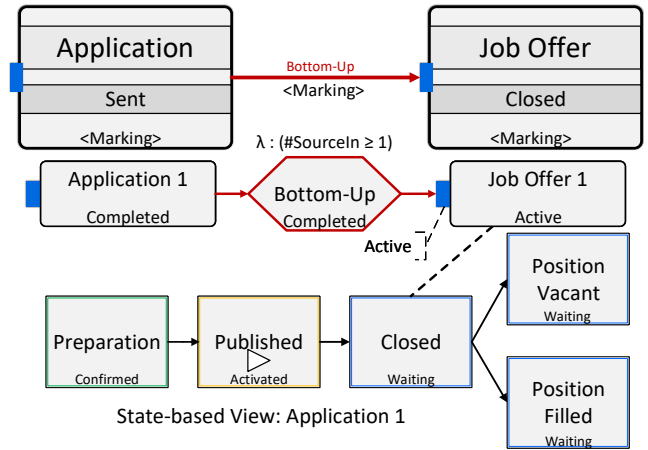 Application
Sent
<Marking>
Bottom-Up
<Marking>
Job Offer
Closed
<Marking>
λ : (#SourceIn ≥ 1)
Application 1
Completed
Bottom-Up
Completed
Job Offer 1
Active
Active
Preparation
Confirmed
Published
Activated
Closed
Waiting
Position
Vacant
Waiting
Position
Filled
Waiting
State-based View: Application 1